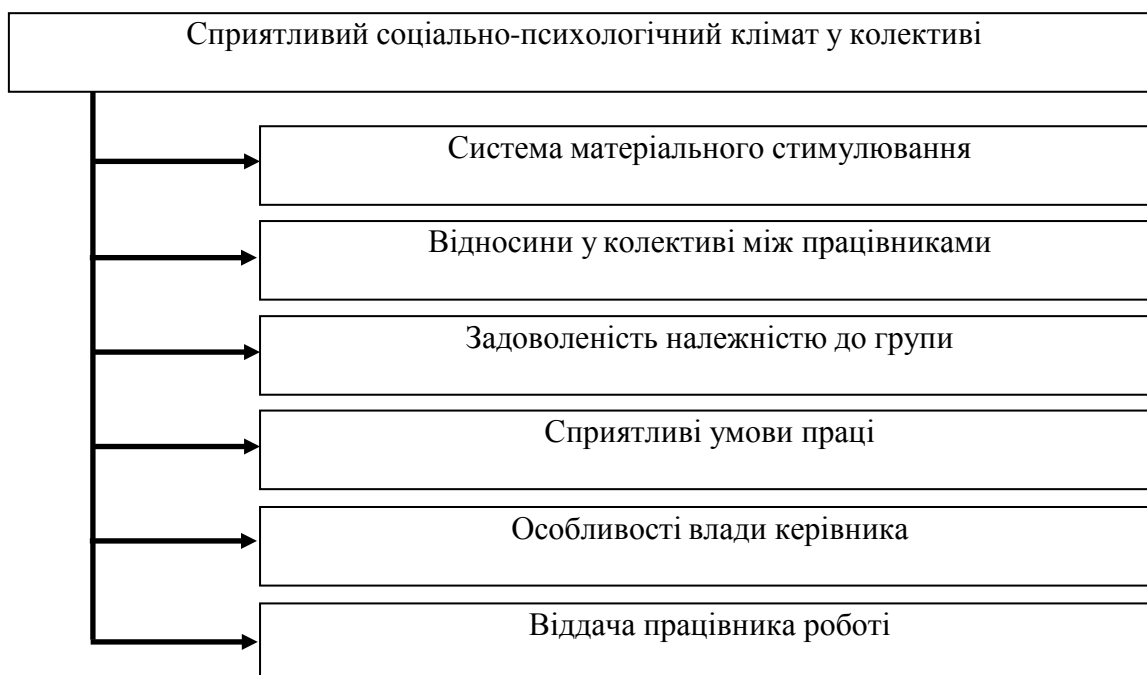 Сприятливий соціально-психологічний клімат у колективі
Система матеріального стимулювання
Відносини у колективі між працівниками
Задоволеність належністю до групи
Сприятливі умови праці
Особливості влади керівника
Віддача працівника роботі